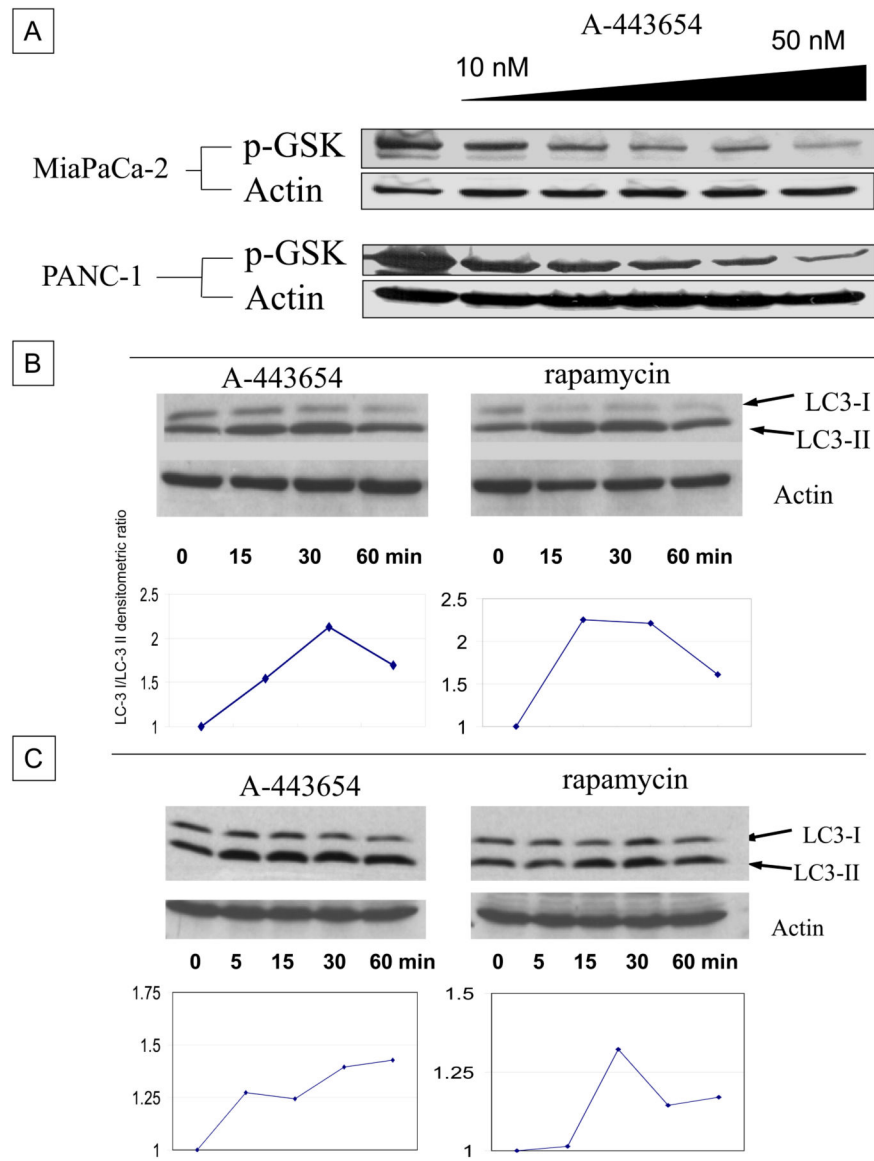 A
A-443654
10 nM
50 nM
MiaPaCa-2
p-GSK
Actin
PANC-1
p-GSK
Actin
B
A-443654
rapamycin
LC3-I
LC3-II
Actin
0 15 30 60 min
0 15 30 60 min
LC-3 I/LC-3 II densitometric ratio
2.5
2
1.5
1
2.5
2
1.5
1
C
A-443654
rapamycin
LC3-I
LC3-II
Actin
0 5 15 30 60 min
0 5 15 30 60 min
1.75
1.5
1.25
1
1.5
1.25
1